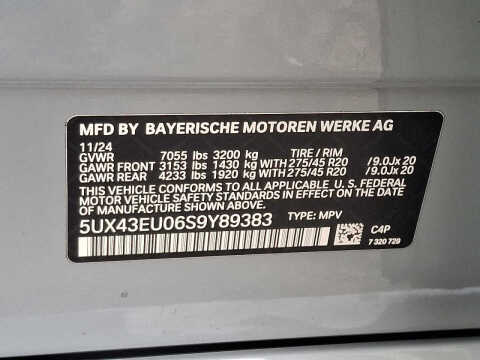 MFD BY BAYERISCHE MOTOREN WERKE AG
11/24
GVWR 7055 lbs 3200 kg TIRE / RIM
GAWR FRONT 3153 lbs 1430 kg WITH 275/45 R20 / 9.0Jx 20
GAWR REAR 4233 lbs 1920 kg WITH 275/45 R20 / 9.0Jx 20
THIS VEHICLE CONFORMS TO ALL APPLICABLE U. S. FEDERAL
MOTOR VEHICLE SAFETY STANDARDS IN EFFECT ON THE DATE
OF MANUFACTURE SHOWN ABOVE.
5UX43EU06S9Y89383 TYPE: MPV
C4P
7 320 729